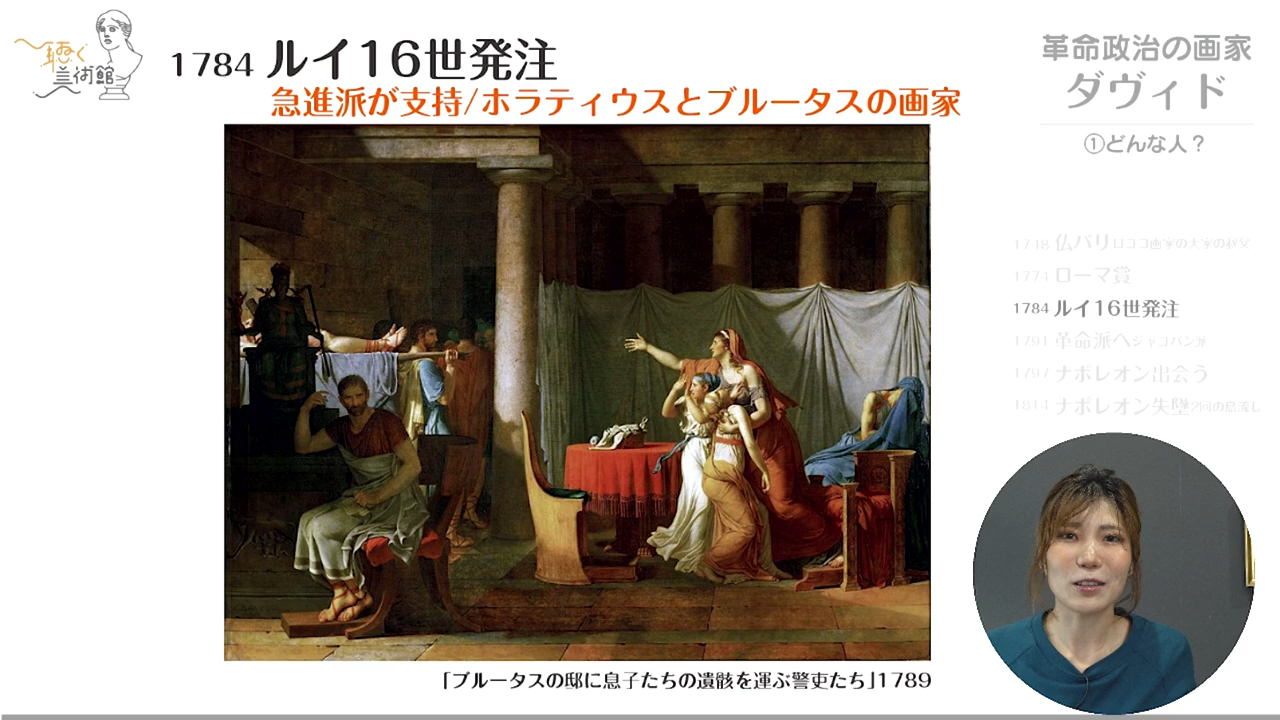 聴く
美術館
1784 ルイ16世発注
急進派が支持/ホラティウスとブルータスの画家
「ブルータスの邸に息子たちの遺骸を運ぶ警吏たち」1789
革命政治の画家
ダヴィド
①どんな人?
1748 仏パリ ロココ画家の大家の叔父
1774 ローマ賞
1784 ルイ16世発注
1791 革命派へ ジャコバン派
1797 ナポレオン出会う
1814 ナポレオン失墜 2回の島流し